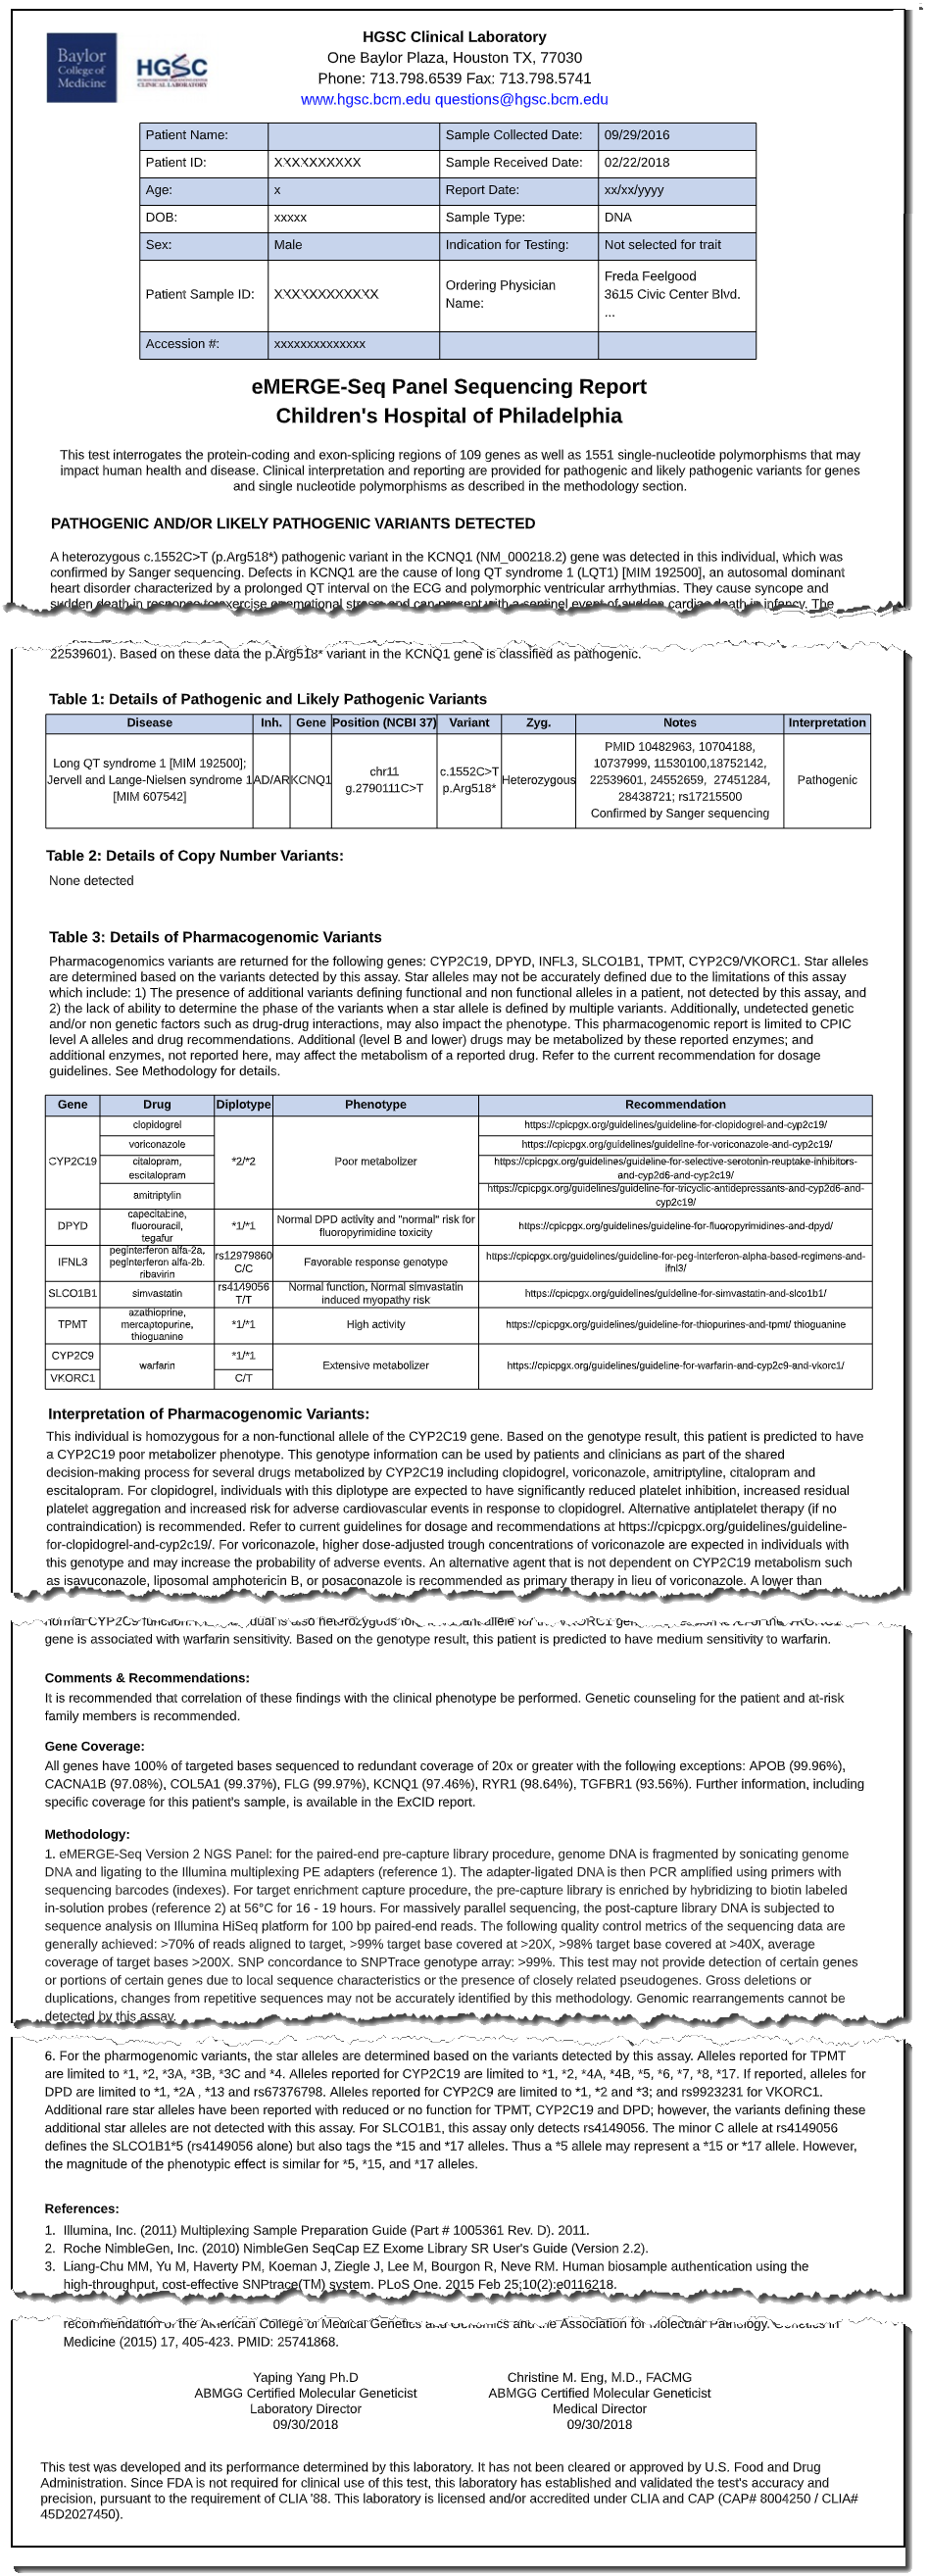 Baylor
College of
Medicine
HGSC
CLINICAL LABORATORY
HGSC Clinical Laboratory
One Baylor Plaza, Houston TX, 77030
Phone: 713.798.6539 Fax: 713.798.5741
www.hgsc.bcm.edu questions@hgsc.bcm.edu
Patient Name: Sample Collected Date: 09/29/2016
Patient ID: XXXXXXXXXX Sample Received Date: 02/22/2018
Age: x Report Date: xx/xx/yyyy
DOB: xxxxx Sample Type: DNA
Sex: Male Indication for Testing: Not selected for trait
Patient Sample ID: XXXXXXXXXXXX Ordering Physician Name: Freda Feelgood
3615 Civic Center Blvd.
...
Accession #: xxxxxxxxxxxxxx
eMERGE-Seq Panel Sequencing Report
Children's Hospital of Philadelphia
This test interrogates the protein-coding and exon-splicing regions of 109 genes as well as 1551 single-nucleotide polymorphisms that may
impact human health and disease. Clinical interpretation and reporting are provided for pathogenic and likely pathogenic variants for genes
and single nucleotide polymorphisms as described in the methodology section.
PATHOGENIC AND/OR LIKELY PATHOGENIC VARIANTS DETECTED
A heterozygous c.1552C>T (p.Arg518*) pathogenic variant in the KCNQ1 (NM_000218.2) gene was detected in this individual, which was
confirmed by Sanger sequencing. Defects in KCNQ1 are the cause of long QT syndrome 1 (LQT1) [MIM 192500], an autosomal dominant
heart disorder characterized by a prolonged QT interval on the ECG and polymorphic ventricular arrhythmias. They cause syncope and
sudden death in response to exercise or emotional stress and can present with a sentinel event of sudden cardiac death in infancy. The
22539601). Based on these data the p.Arg518* variant in the KCNQ1 gene is classified as pathogenic.
Table 1: Details of Pathogenic and Likely Pathogenic Variants
Disease Inh. Gene Position (NCBI 37) Variant Zyg. Notes Interpretation
Long QT syndrome 1 [MIM 192500];
Jervell and Lange-Nielsen syndrome 1
[MIM 607542]
AD/AR
KCNQ1
chr11
g.2790111C>T
c.1552C>T
p.Arg518*
Heterozygous
PMID 10482963, 10704188,
10737999, 11530100,18752142,
22539601, 24552659, 27451284,
28438721; rs17215500
Confirmed by Sanger sequencing
Pathogenic
Table 2: Details of Copy Number Variants:
None detected
Table 3: Details of Pharmacogenomic Variants
Pharmacogenomics variants are returned for the following genes: CYP2C19, DPYD, INFL3, SLCO1B1, TPMT, CYP2C9/VKORC1. Star alleles
are determined based on the variants detected by this assay. Star alleles may not be accurately defined due to the limitations of this assay
which include: 1) The presence of additional variants defining functional and non functional alleles in a patient, not detected by this assay, and
2) the lack of ability to determine the phase of the variants when a star allele is defined by multiple variants. Additionally, undetected genetic
and/or non genetic factors such as drug-drug interactions, may also impact the phenotype. This pharmacogenomic report is limited to CPIC
level A alleles and drug recommendations. Additional (level B and lower) drugs may be metabolized by these reported enzymes; and
additional enzymes, not reported here, may affect the metabolism of a reported drug. Refer to the current recommendation for dosage
guidelines. See Methodology for details.
Gene Drug Diplotype Phenotype Recommendation
CYP2C19
clopidogrel
voriconazole
citalopram,
escitalopram
amitriptylin
*2/*2
Poor metabolizer
https://cpicpgx.org/guidelines/guideline-for-clopidogrel-and-cyp2c19/
https://cpicpgx.org/guidelines/guideline-for-voriconazole-and-cyp2c19/
https://cpicpgx.org/guidelines/guideline-for-selective-serotonin-reuptake-inhibitors-
and-cyp2d6-and-cyp2c19/
https://cpicpgx.org/guidelines/guideline-for-tricyclic-antidepressants-and-cyp2d6-and-
cyp2c19/
DPYD
capecitabine,
fluorouracil,
tegafur
*1/*1
Normal DPD activity and "normal" risk for
fluoropyrimidine toxicity
https://cpicpgx.org/guidelines/guideline-for-fluoropyrimidines-and-dpyd/
IFNL3
peginterferon alfa-2a,
peginterferon alfa-2b.
ribavirin
rs12979860
C/C
Favorable response genotype
https://cpicpgx.org/guidelines/guideline-for-peg-interferon-alpha-based-regimens-and-
ifnl3/
SLCO1B1
simvastatin
rs4149056
T/T
Normal function, Normal simvastatin
induced myopathy risk
https://cpicpgx.org/guidelines/guideline-for-simvastatin-and-slco1b1/
TPMT
azathioprine,
mercaptopurine,
thioguanine
*1/*1
High activity
https://cpicpgx.org/guidelines/guideline-for-thiopurines-and-tpmt/ thioguanine
CYP2C9
VKORC1
warfarin
*1/*1
C/T
Extensive metabolizer
https://cpicpgx.org/guidelines/guideline-for-warfarin-and-cyp2c9-and-vkorc1/
Interpretation of Pharmacogenomic Variants:
This individual is homozygous for a non-functional allele of the CYP2C19 gene. Based on the genotype result, this patient is predicted to have
a CYP2C19 poor metabolizer phenotype. This genotype information can be used by patients and clinicians as part of the shared
decision-making process for several drugs metabolized by CYP2C19 including clopidogrel, voriconazole, amitriptyline, citalopram and
escitalopram. For clopidogrel, individuals with this diplotype are expected to have significantly reduced platelet inhibition, increased residual
platelet aggregation and increased risk for adverse cardiovascular events in response to clopidogrel. Alternative antiplatelet therapy (if no
contraindication) is recommended. Refer to current guidelines for dosage and recommendations at https://cpicpgx.org/guidelines/guideline-
for-clopidogrel-and-cyp2c19/. For voriconazole, higher dose-adjusted trough concentrations of voriconazole are expected in individuals with
this genotype and may increase the probability of adverse events. An alternative agent that is not dependent on CYP2C19 metabolism such
as isavuconazole, liposomal amphotericin B, or posaconazole is recommended as primary therapy in lieu of voriconazole. A lower than
normal CYP2C9 function. is also heterozygous for allele for
gene is associated with warfarin sensitivity. Based on the genotype result, this patient is predicted to have medium sensitivity to warfarin.
Comments & Recommendations:
It is recommended that correlation of these findings with the clinical phenotype be performed. Genetic counseling for the patient and at-risk
family members is recommended.
Gene Coverage:
All genes have 100% of targeted bases sequenced to redundant coverage of 20x or greater with the following exceptions: APOB (99.96%),
CACNA1B (97.08%), COL5A1 (99.37%), FLG (99.97%), KCNQ1 (97.46%), RYR1 (98.64%), TGFBR1 (93.56%). Further information, including
specific coverage for this patient's sample, is available in the ExCID report.
Methodology:
1. eMERGE-Seq Version 2 NGS Panel: for the paired-end pre-capture library procedure, genome DNA is fragmented by sonicating genome
DNA and ligating to the Illumina multiplexing PE adapters (reference 1). The adapter-ligated DNA is then PCR amplified using primers with
sequencing barcodes (indexes). For target enrichment capture procedure, the pre-capture library is enriched by hybridizing to biotin labeled
in-solution probes (reference 2) at 56°C for 16 - 19 hours. For massively parallel sequencing, the post-capture library DNA is subjected to
sequence analysis on Illumina HiSeq platform for 100 bp paired-end reads. The following quality control metrics of the sequencing data are
generally achieved: >70% of reads aligned to target, >99% target base covered at >20X, >98% target base covered at >40X, average
coverage of target bases >200X. SNP concordance to SNPTrace genotype array: >99%. This test may not provide detection of certain genes
or portions of certain genes due to local sequence characteristics or the presence of closely related pseudogenes. Gross deletions or
duplications, changes from repetitive sequences may not be accurately identified by this methodology. Genomic rearrangements cannot be
detected by this assay.
6. For the pharmogenomic variants, the star alleles are determined based on the variants detected by this assay. Alleles reported for TPMT
are limited to *1, *2, *3A, *3B, *3C and *4. Alleles reported for CYP2C19 are limited to *1, *2, *4A, *4B, *5, *6, *7, *8, *17. If reported, alleles for
DPD are limited to *1, *2A , *13 and rs67376798. Alleles reported for CYP2C9 are limited to *1, *2 and *3; and rs9923231 for VKORC1.
Additional rare star alleles have been reported with reduced or no function for TPMT, CYP2C19 and DPD; however, the variants defining these
additional star alleles are not detected with this assay. For SLCO1B1, this assay only detects rs4149056. The minor C allele at rs4149056
defines the SLCO1B1*5 (rs4149056 alone) but also tags the *15 and *17 alleles. Thus a *5 allele may represent a *15 or *17 allele. However,
the magnitude of the phenotypic effect is similar for *5, *15, and *17 alleles.
References:
1. Illumina, Inc. (2011) Multiplexing Sample Preparation Guide (Part # 1005361 Rev. D). 2011.
2. Roche NimbleGen, Inc. (2010) NimbleGen SeqCap EZ Exome Library SR User's Guide (Version 2.2).
3. Liang-Chu MM, Yu M, Haverty PM, Koeman J, Ziegle J, Lee M, Bourgon R, Neve RM. Human biosample authentication using the
high-throughput, cost-effective SNPtrace(TM) system. PLoS One. 2015 Feb 25;10(2):e0116218.
recommendation of the American College of Medical Genetics and Genomics and the Association for Molecular Pathology. Genetics in
Medicine (2015) 17, 405-423. PMID: 25741868.
Yaping Yang Ph.D
ABMGG Certified Molecular Geneticist
Laboratory Director
09/30/2018
Christine M. Eng, M.D., FACMG
ABMGG Certified Molecular Geneticist
Medical Director
09/30/2018
This test was developed and its performance determined by this laboratory. It has not been cleared or approved by U.S. Food and Drug
Administration. Since FDA is not required for clinical use of this test, this laboratory has established and validated the test's accuracy and
precision, pursuant to the requirement of CLIA '88. This laboratory is licensed and/or accredited under CLIA and CAP (CAP# 8004250 / CLIA#
45D2027450).